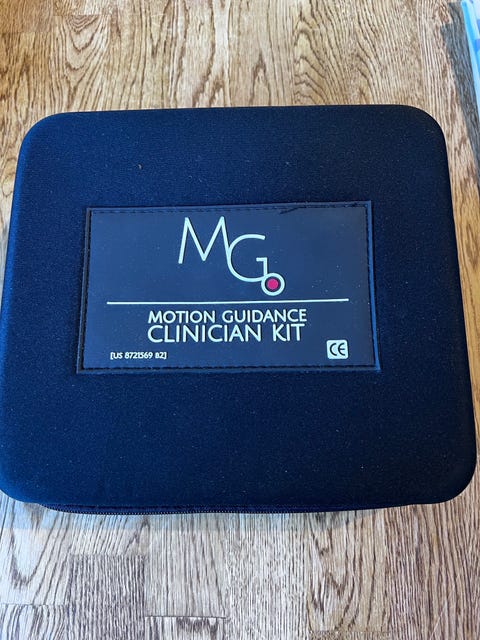 MG
MOTION GUIDANCE
CLINICIAN KIT
[US 8721569 B2]
CE